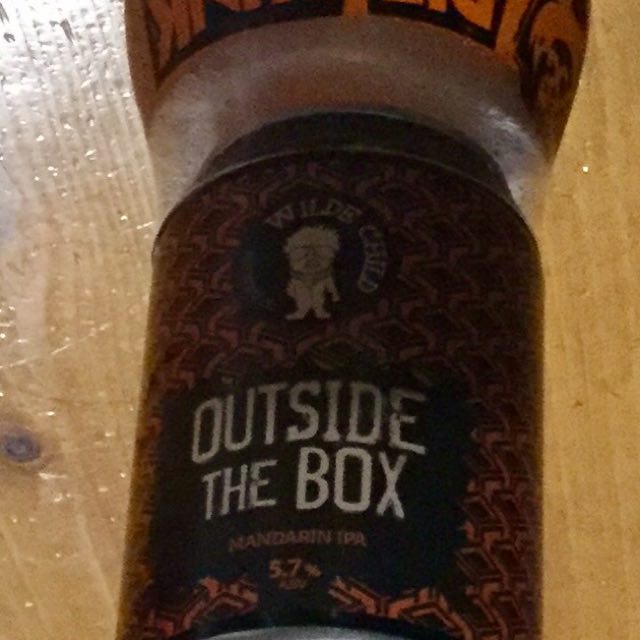 WILDE CHILD
OUTSIDE
THE BOX
MANDARIN IPA
5.7%